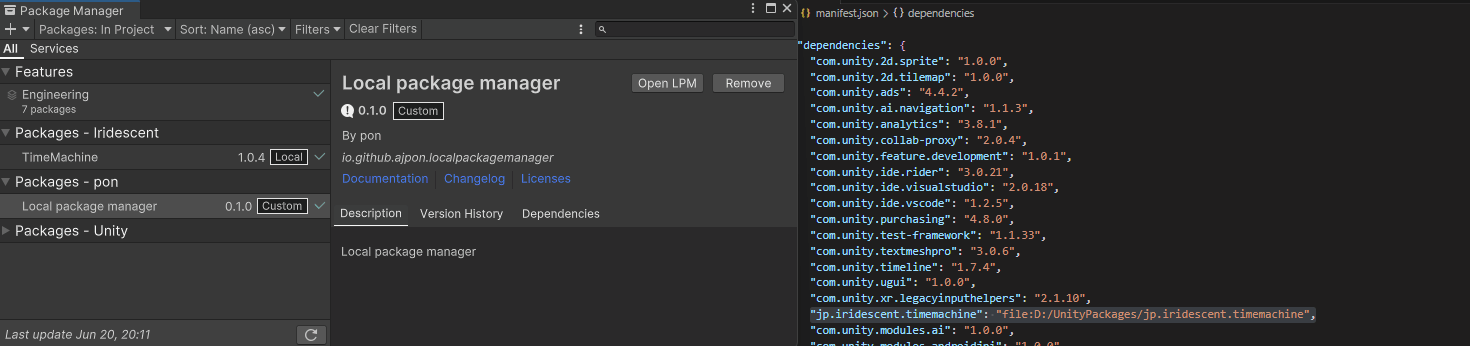 Package Manager
Packages: In Project
Sort: Name (asc)
Filters
Clear Filters
All
Services
Features
Engineering
7 packages
Packages - Iridescent
TimeMachine
1.0.4
Local
Packages - pon
Local package manager
0.1.0
Custom
Packages - Unity
Last update Jun 20, 20:11
Local package manager
Open LPM
Remove
0.1.0
Custom
By pon
io.github.ajpon.localpackagemanager
Documentation
Changelog
Licenses
Description
Version History
Dependencies
Local package manager
{} manifest.json > {} dependencies
"dependencies": {
"com.unity.2d.sprite": "1.0.0",
"com.unity.2d.tilemap": "1.0.0",
"com.unity.ads": "4.4.2",
"com.unity.ai.navigation": "1.1.3",
"com.unity.analytics": "3.8.1",
"com.unity.collab-proxy": "2.0.4",
"com.unity.feature.development": "1.0.1",
"com.unity.ide.rider": "3.0.21",
"com.unity.ide.visualstudio": "2.0.18",
"com.unity.ide.vscode": "1.2.5",
"com.unity.purchasing": "4.8.0",
"com.unity.test-framework": "1.1.33",
"com.unity.textmeshpro": "3.0.6",
"com.unity.timeline": "1.7.4",
"com.unity.ugui": "1.0.0",
"com.unity.xr.legacyinputhelpers": "2.1.10",
"jp.iridescent.timemachine": "file:D:/UnityPackages/jp.iridescent.timemachine",
"com.unity.modules.ai": "1.0.0",
"com.unity.modules.androidjni": "1.0.0",